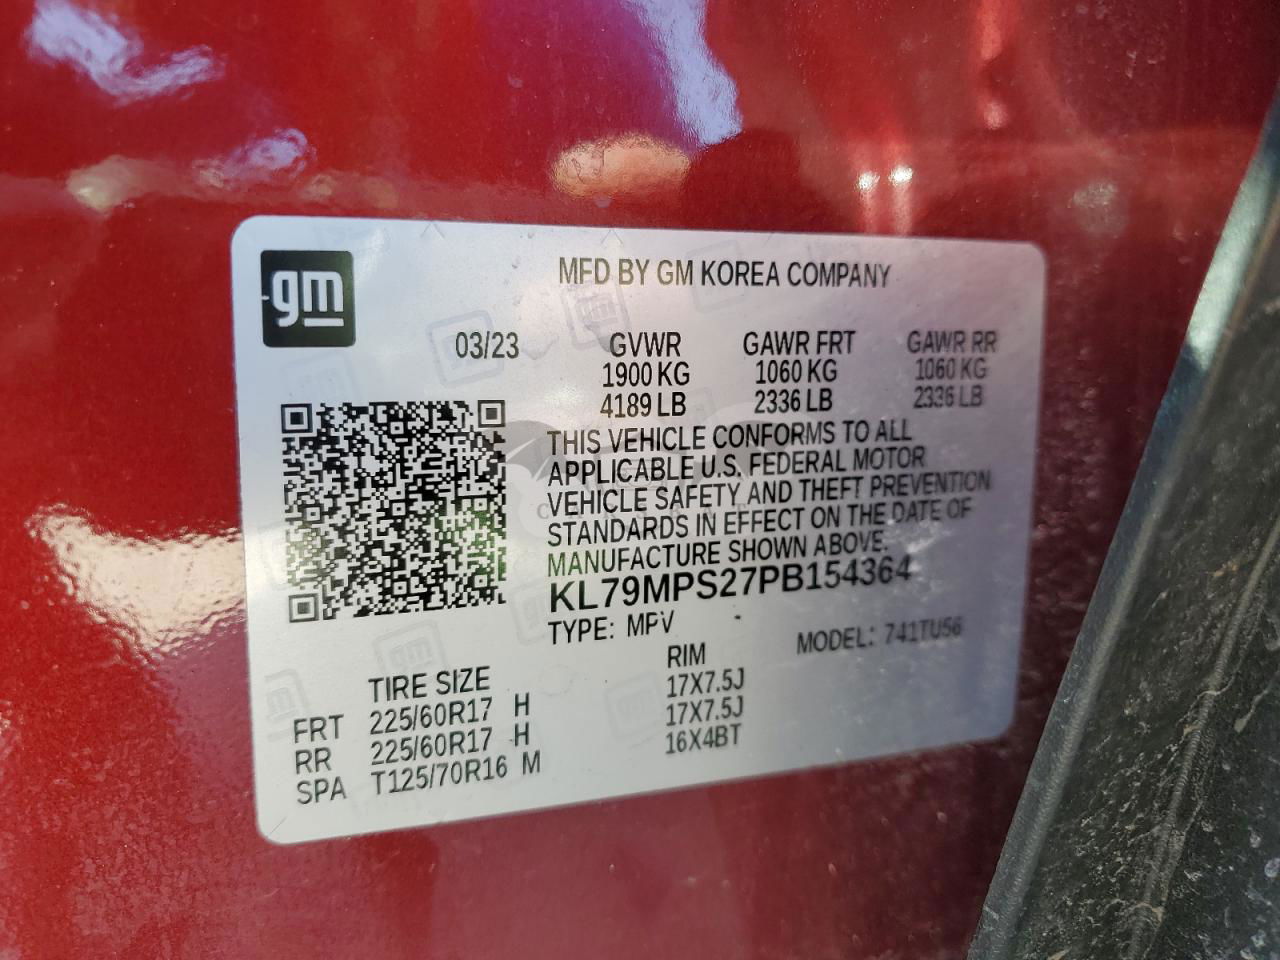 gm
MFD BY GM KOREA COMPANY
03/23 GVWR GAWR FRT GAWR RR
1900 KG 1060 KG 1060 KG
4189 LB 2336 LB 2336 LB
THIS VEHICLE CONFORMS TO ALL
APPLICABLE U.S. FEDERAL MOTOR
VEHICLE SAFETY AND THEFT PREVENTION
STANDARDS IN EFFECT ON THE DATE OF
MANUFACTURE SHOWN ABOVE.
KL79MPS27PB154364
TYPE: MPV MODEL: 741TU56
TIRE SIZE RIM
FRT 225/60R17 H 17X7.5J
RR 225/60R17 H 17X7.5J
SPA T125/70R16 M 16X4BT